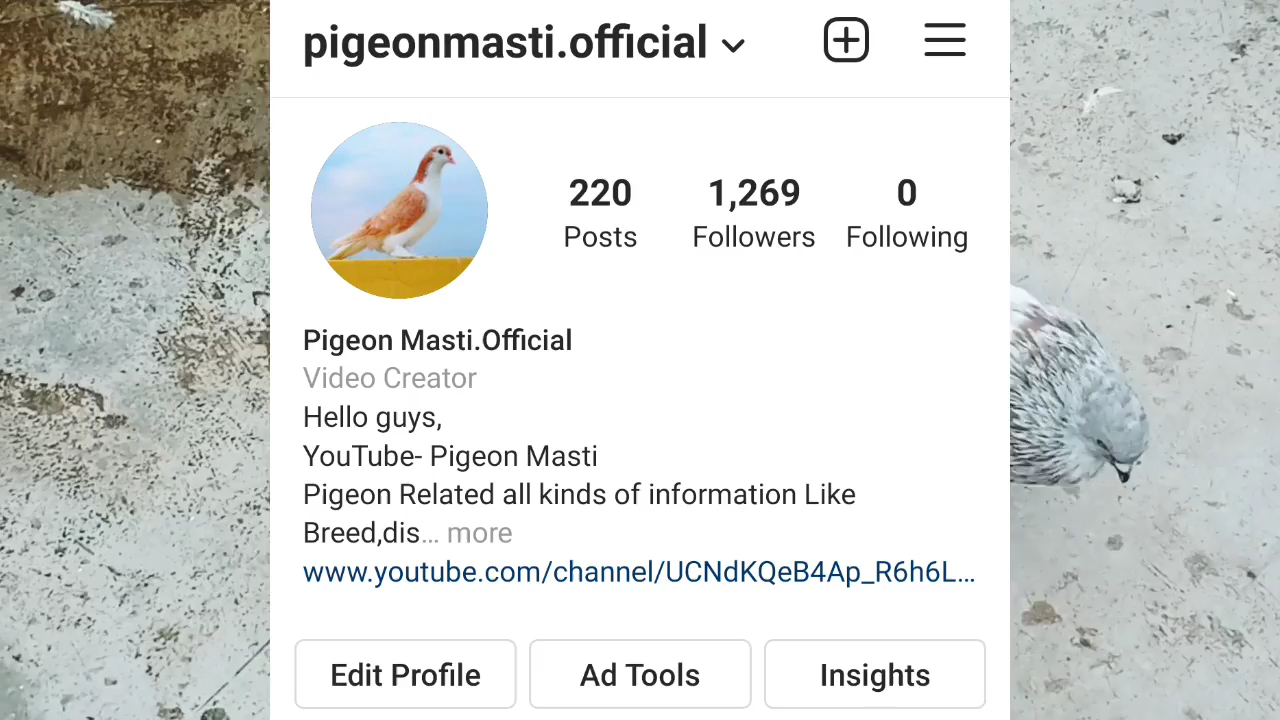 pigeonmasti.official
220 1,269 0
Posts Followers Following
Pigeon Masti.Official
Video Creator
Hello guys,
YouTube- Pigeon Masti
Pigeon Related all kinds of information Like
Breed,dis... more
www.youtube.com/channel/UCNdKQeB4Ap_R6h6L...
Edit Profile Ad Tools Insights